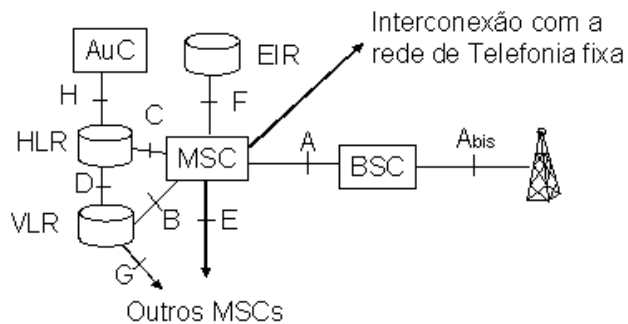 Interconexão com a
rede de Telefonia fixa
AuC
EIR
H
C
F
HLR
MSC
A
BSC
Abis
D
VLR
B
E
G
Outros MSCs